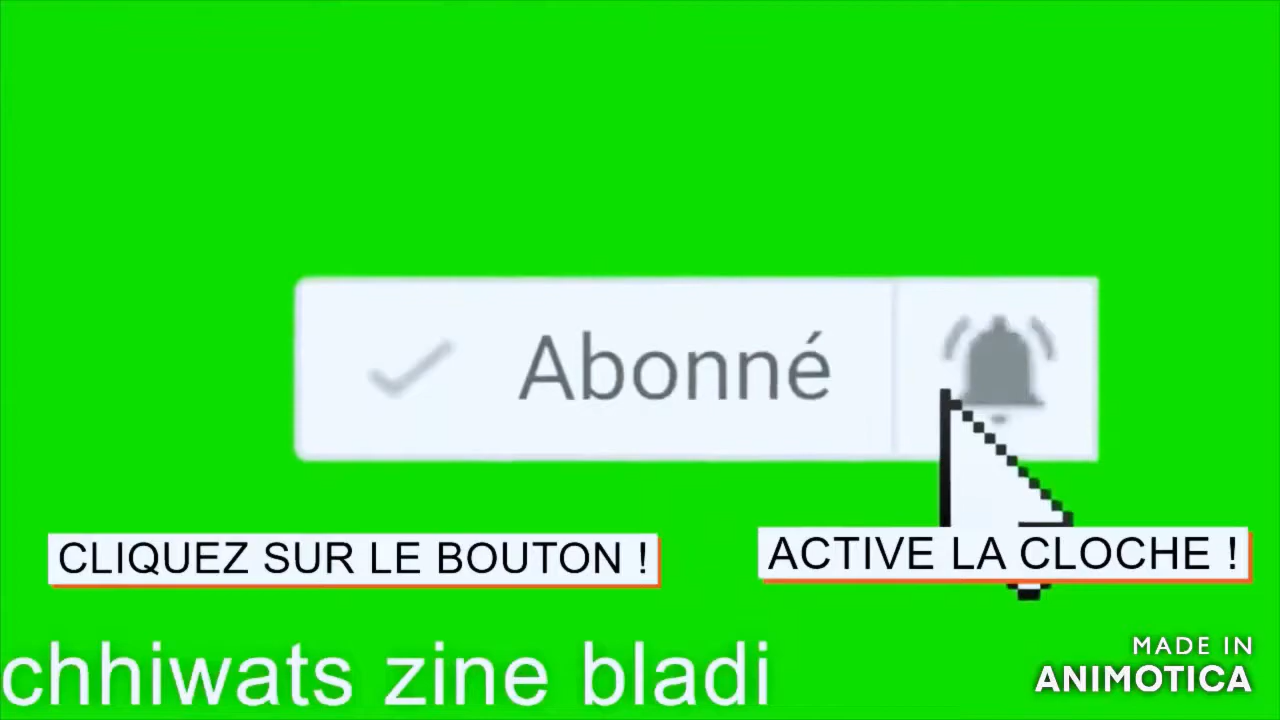 Abonné
CLIQUEZ SUR LE BOUTON !
ACTIVE LA CLOCHE !
chhiwats zine bladi
MADE IN
ANIMOTICA